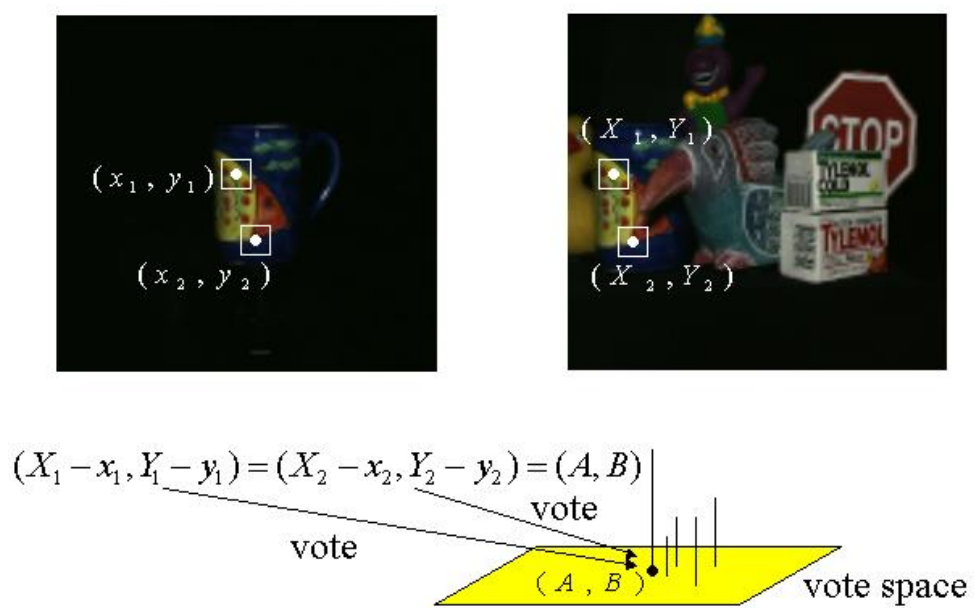 ( x₁ , y₁ )
( x₂ , y₂ )
( X₁ , Y₁ )
STOP
TYLENOL
COLD
( X₂ , Y₂ )
TYLENOL
(X₁ − x₁, Y₁ − y₁) = (X₂ − x₂, Y₂ − y₂) = (A, B)
vote
vote
( A , B )
vote space